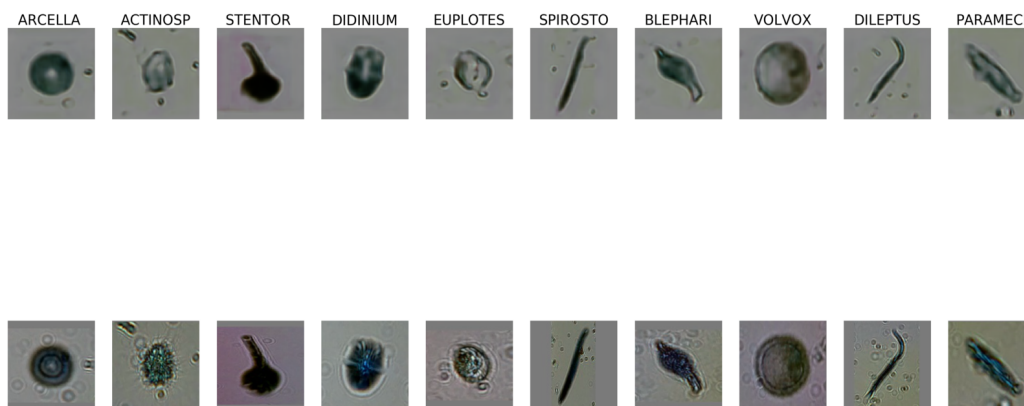 ARCELLA ACTINOSP STENTOR DIDINIUM EUPLOTES SPIROSTO BLEPHARI VOLVOX DILEPTUS PARAMEC